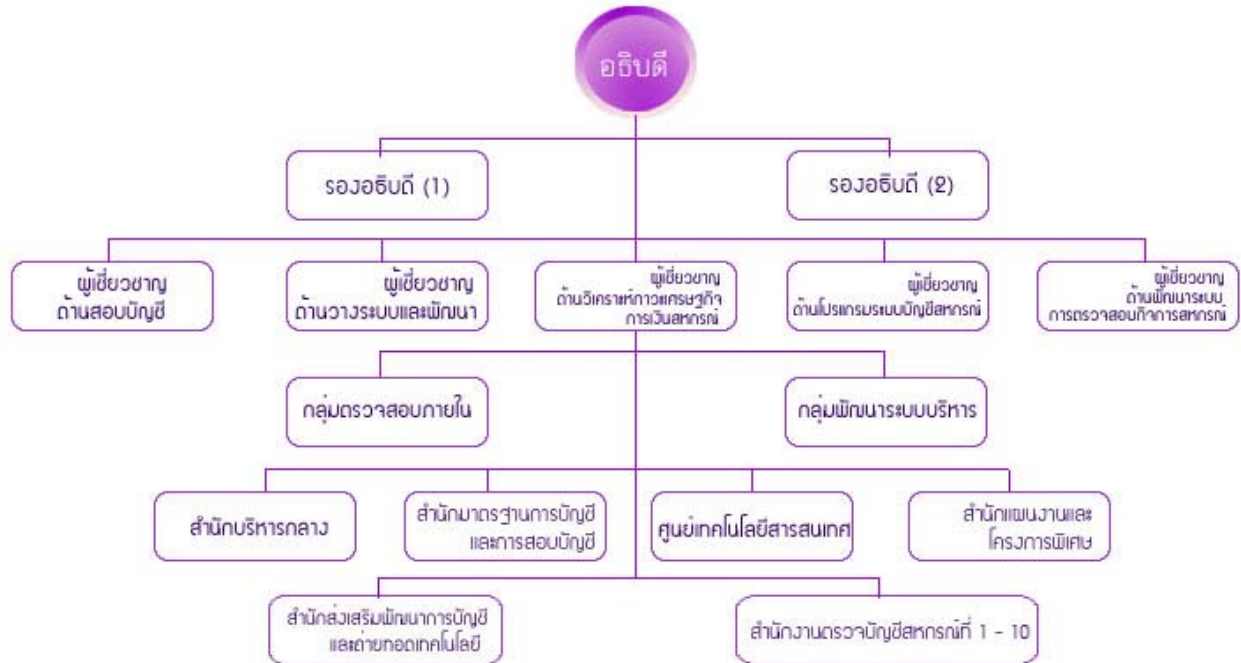 อธิบดี
รองอธิบดี (1)
รองอธิบดี (2)
ผู้เชี่ยวชาญ
ด้านสอบบัญชี
ผู้เชี่ยวชาญ
ด้านวางระบบและพัฒนา
ผู้เชี่ยวชาญ
ด้านวิเคราะห์ภาวะเศรษฐกิจ
การเงินสหกรณ์
ผู้เชี่ยวชาญ
ด้านโปรแกรมระบบบัญชีสหกรณ์
ผู้เชี่ยวชาญ
ด้านพัฒนาระบบ
การตรวจสอบกิจการสหกรณ์
กลุ่มตรวจสอบภายใน
กลุ่มพัฒนาระบบบริหาร
สำนักบริหารกลาง
สำนักมาตรฐานการบัญชี
และการสอบบัญชี
ศูนย์เทคโนโลยีสารสนเทศ
สำนักแผนงานและ
โครงการพิเศษ
สำนักส่งเสริมพัฒนาการบัญชี
และถ่ายทอดเทคโนโลยี
สำนักงานตรวจบัญชีสหกรณ์ที่ 1 - 10